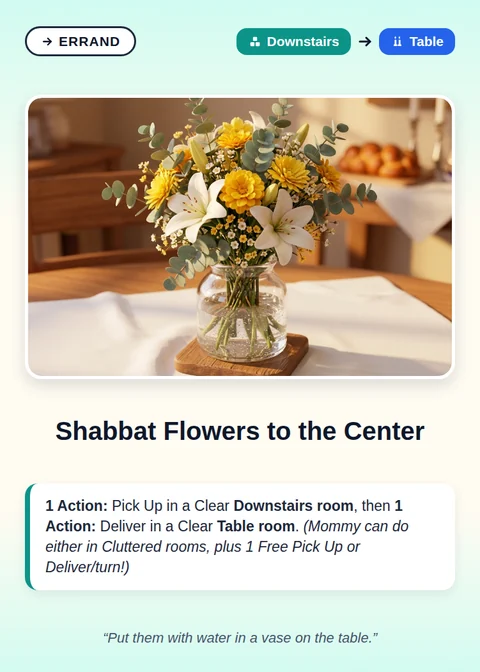 → ERRAND
Downstairs → Table
Shabbat Flowers to the Center
1 Action: Pick Up in a Clear Downstairs room, then 1
Action: Deliver in a Clear Table room. (Mommy can do
either in Cluttered rooms, plus 1 Free Pick Up or
Deliver/turn!)
“Put them with water in a vase on the table.”